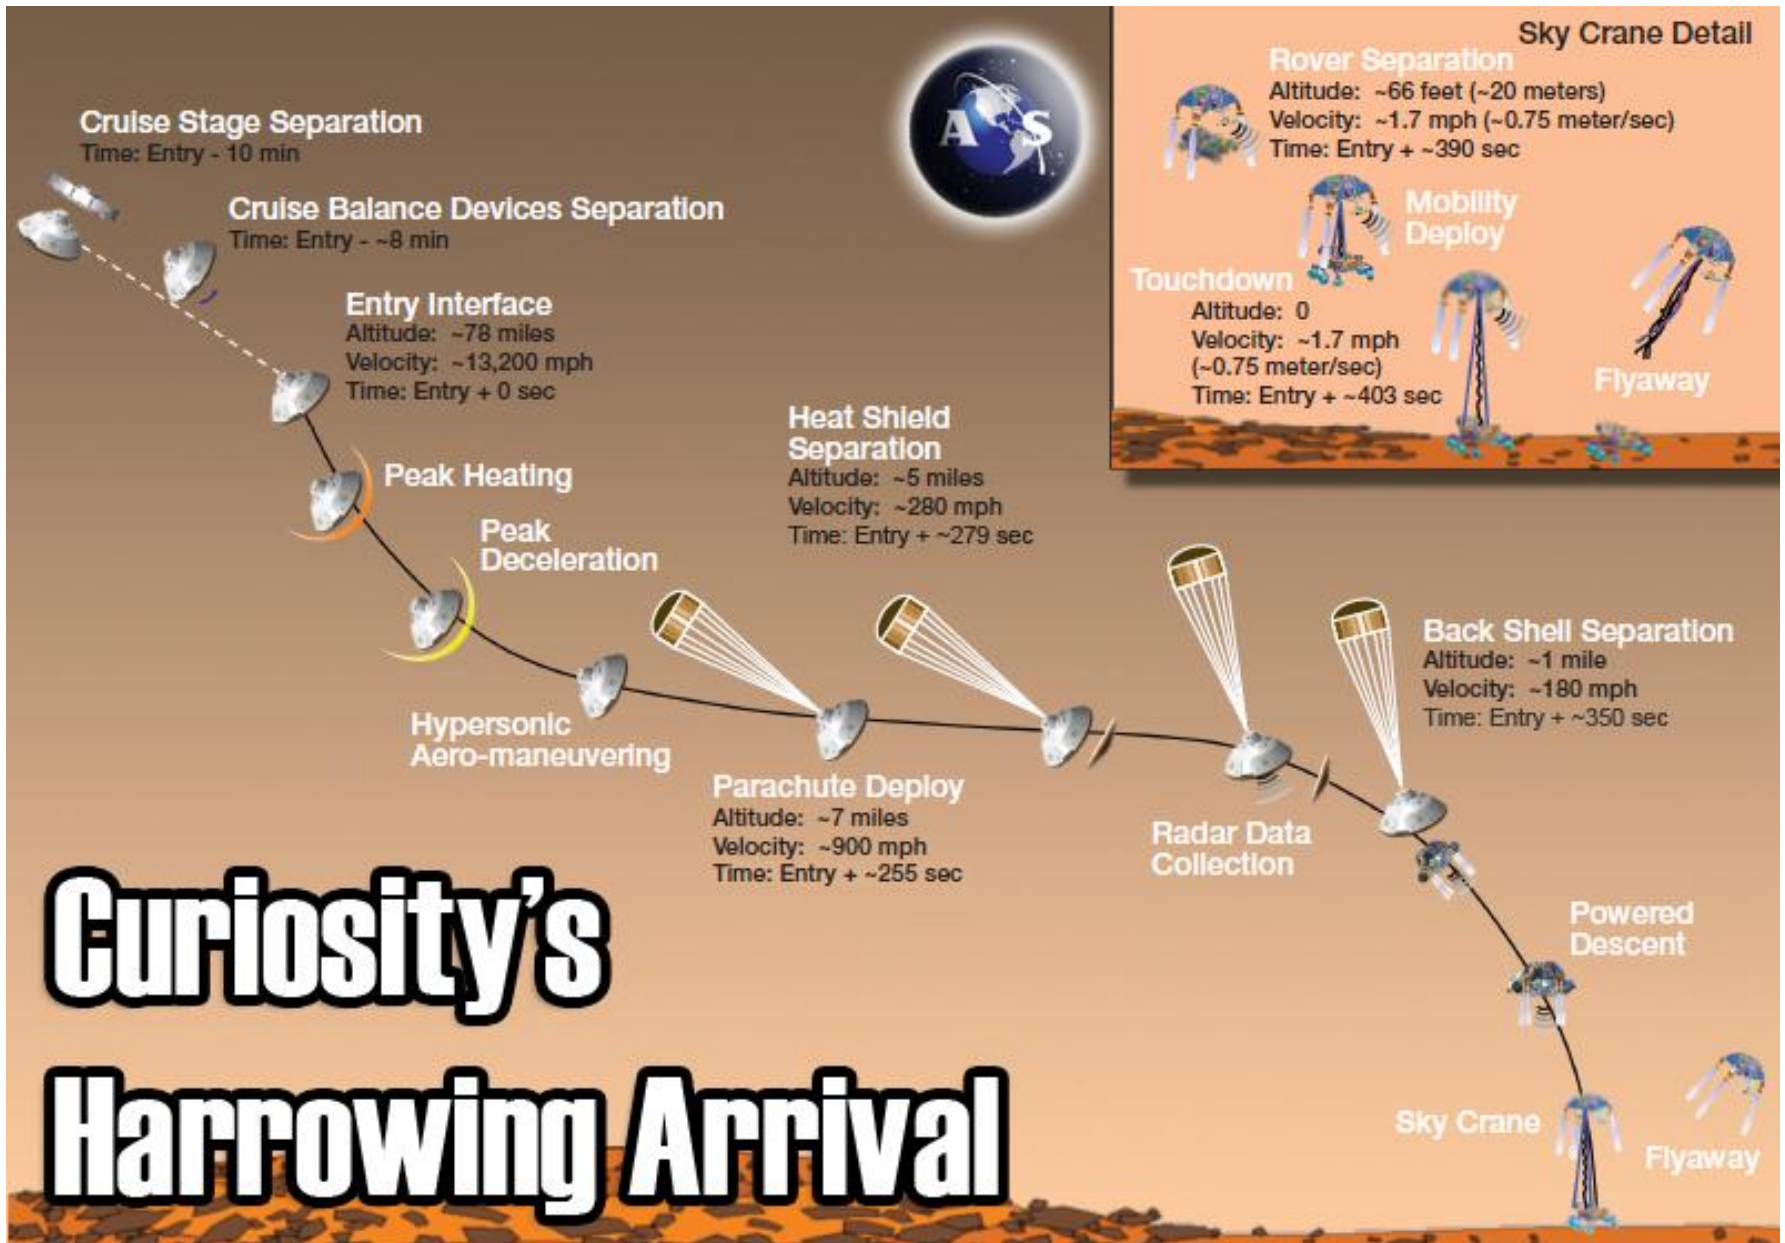 Sky Crane Detail
Rover Separation
Altitude: ~66 feet (~20 meters)
Velocity: ~1.7 mph (~0.75 meter/sec)
Time: Entry + ~390 sec
Mobility
Deploy
Touchdown
Altitude: 0
Velocity: ~1.7 mph
(~0.75 meter/sec)
Time: Entry + ~403 sec
Flyaway
A S
Cruise Stage Separation
Time: Entry - 10 min
Cruise Balance Devices Separation
Time: Entry - ~8 min
Entry Interface
Altitude: ~78 miles
Velocity: ~13,200 mph
Time: Entry + 0 sec
Peak Heating
Peak
Deceleration
Hypersonic
Aero-maneuvering
Heat Shield
Separation
Altitude: ~5 miles
Velocity: ~280 mph
Time: Entry + ~279 sec
Parachute Deploy
Altitude: ~7 miles
Velocity: ~900 mph
Time: Entry + ~255 sec
Radar Data
Collection
Back Shell Separation
Altitude: ~1 mile
Velocity: ~180 mph
Time: Entry + ~350 sec
Powered
Descent
Sky Crane
Flyaway
Curiosity's
Harrowing Arrival